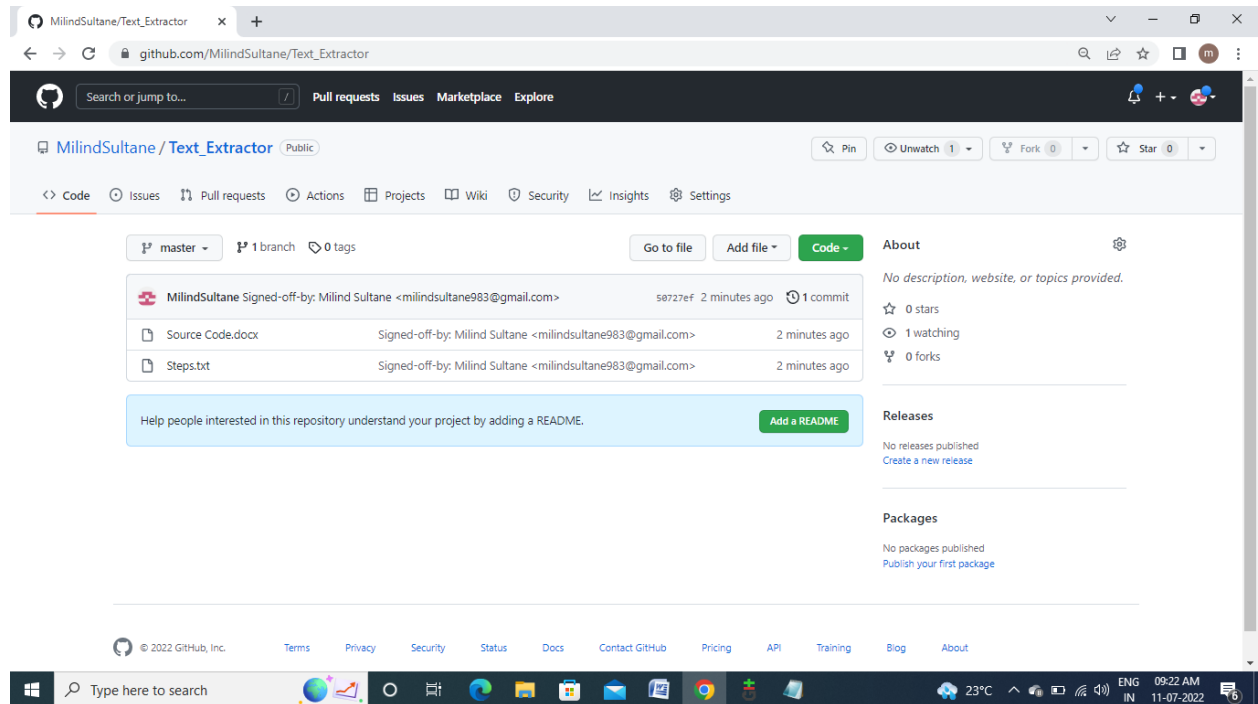 MilindSultane/Text_Extractor
github.com/MilindSultane/Text_Extractor
m
Search or jump to... / Pull requests Issues Marketplace Explore
MilindSultane / Text_Extractor Public Pin Unwatch 1 Fork 0 Star 0
<> Code Issues Pull requests Actions Projects Wiki Security Insights Settings
master 1 branch 0 tags Go to file Add file Code
About
No description, website, or topics provided.
MilindSultane Signed-off-by: Milind Sultane <milindsultane983@gmail.com> 50727ef 2 minutes ago 1 commit
0 stars
Source Code.docx Signed-off-by: Milind Sultane <milindsultane983@gmail.com> 2 minutes ago
1 watching
0 forks
Steps.txt Signed-off-by: Milind Sultane <milindsultane983@gmail.com> 2 minutes ago
Help people interested in this repository understand your project by adding a README. Add a README
Releases
No releases published
Create a new release
Packages
No packages published
Publish your first package
© 2022 GitHub, Inc. Terms Privacy Security Status Docs Contact GitHub Pricing API Training Blog About
Type here to search 23°C ENG 09:22 AM
IN 11-07-2022 6